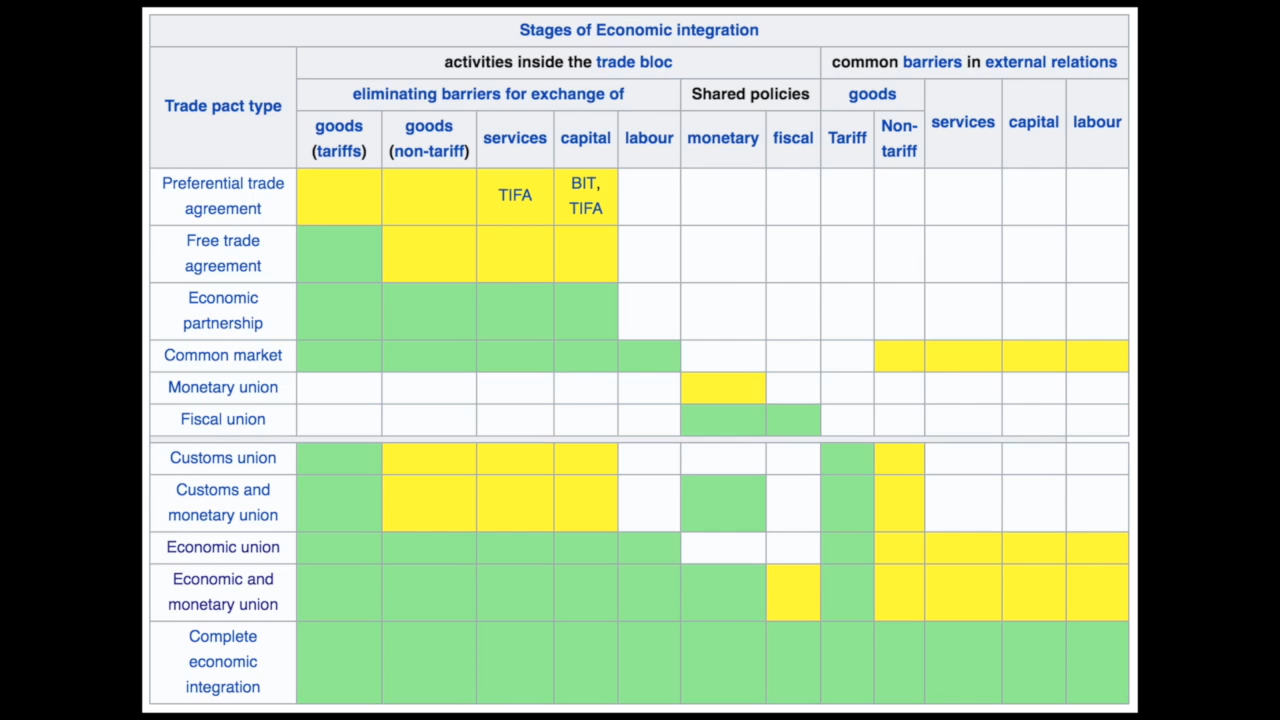 Stages of Economic integration
Trade pact type
activities inside the trade bloc
common barriers in external relations
eliminating barriers for exchange of
Shared policies
goods
services
capital
labour
goods
(tariffs)
goods
(non-tariff)
services
capital
labour
monetary
fiscal
Tariff
Non-
tariff
Preferential trade
agreement
TIFA
BIT,
TIFA
Free trade
agreement
Economic
partnership
Common market
Monetary union
Fiscal union
Customs union
Customs and
monetary union
Economic union
Economic and
monetary union
Complete
economic
integration